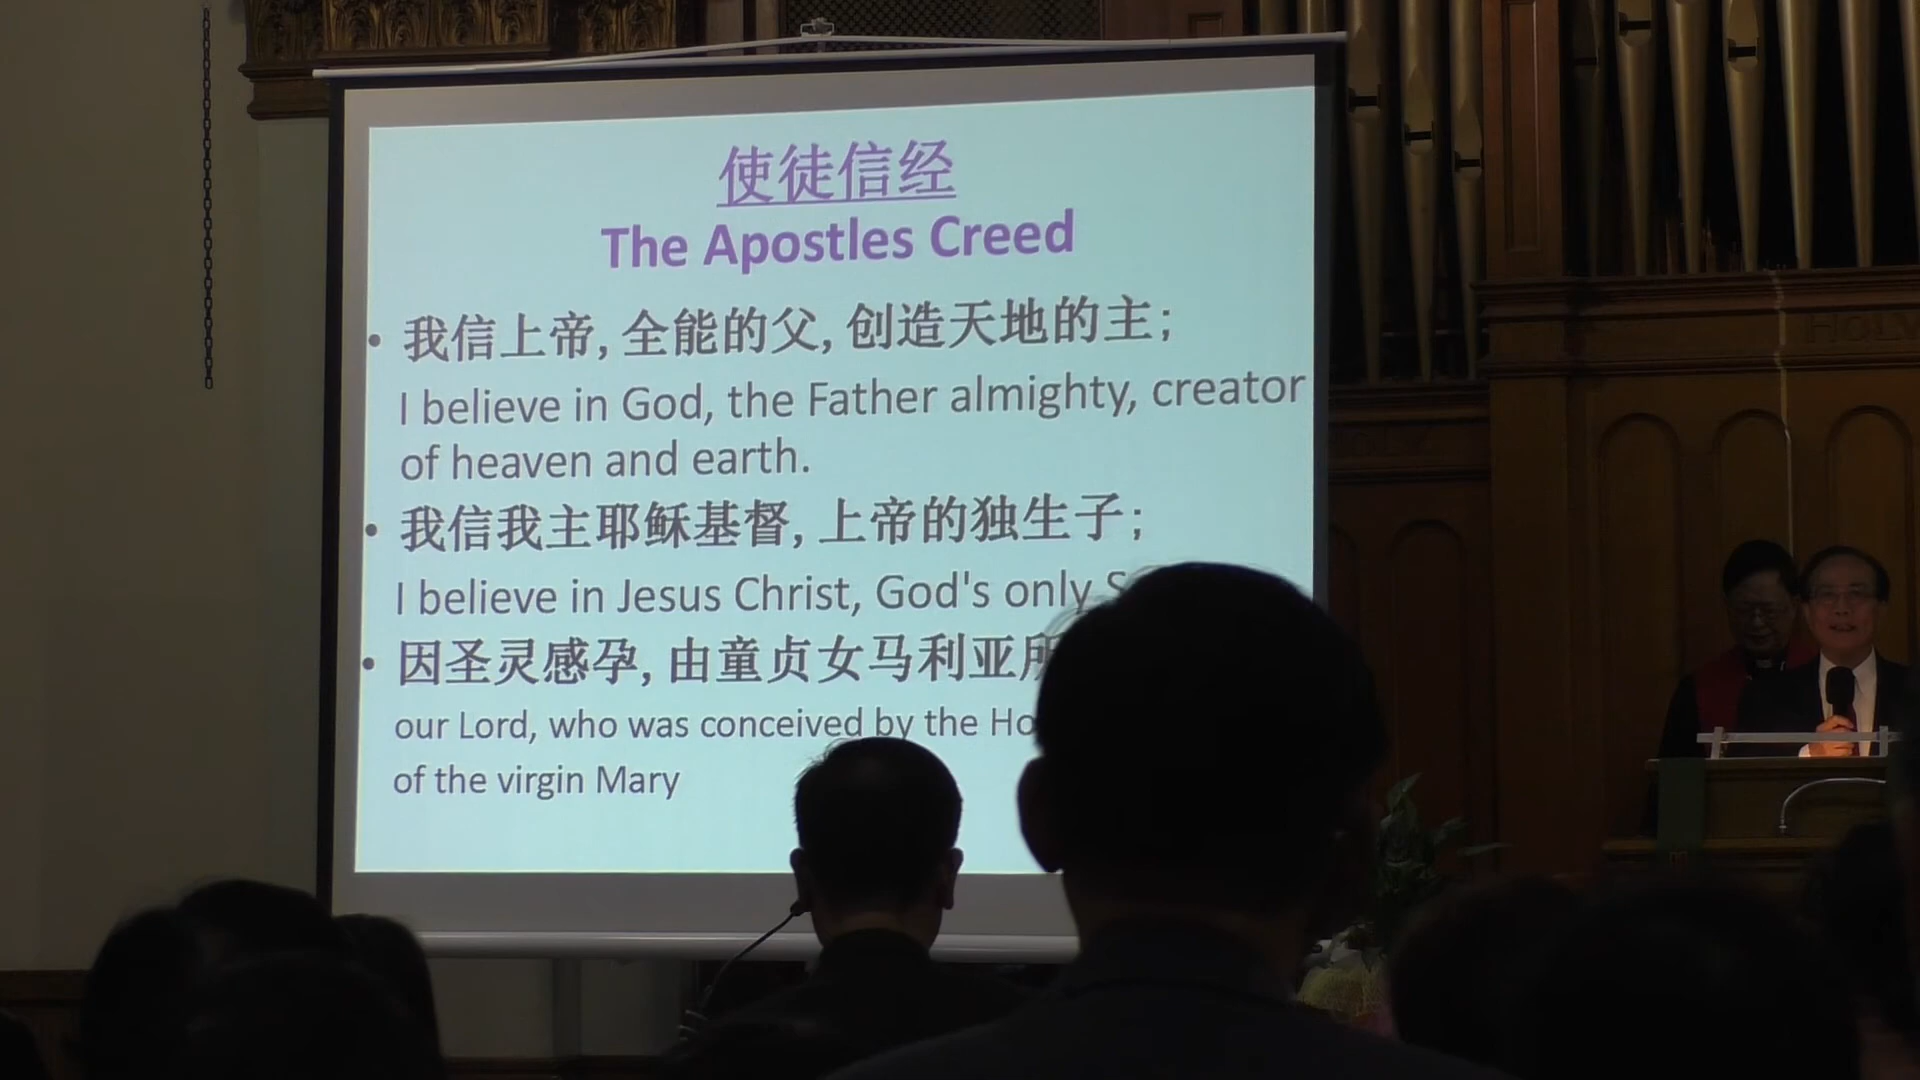 使徒信经
The Apostles Creed
• 我信上帝, 全能的父, 创造天地的主;
I believe in God, the Father almighty, creator
of heaven and earth.
• 我信我主耶稣基督, 上帝的独生子;
I believe in Jesus Christ, God's only
• 因圣灵感孕, 由童贞女马利亚所
our Lord, who was conceived by the
of the virgin Mary
HOLY